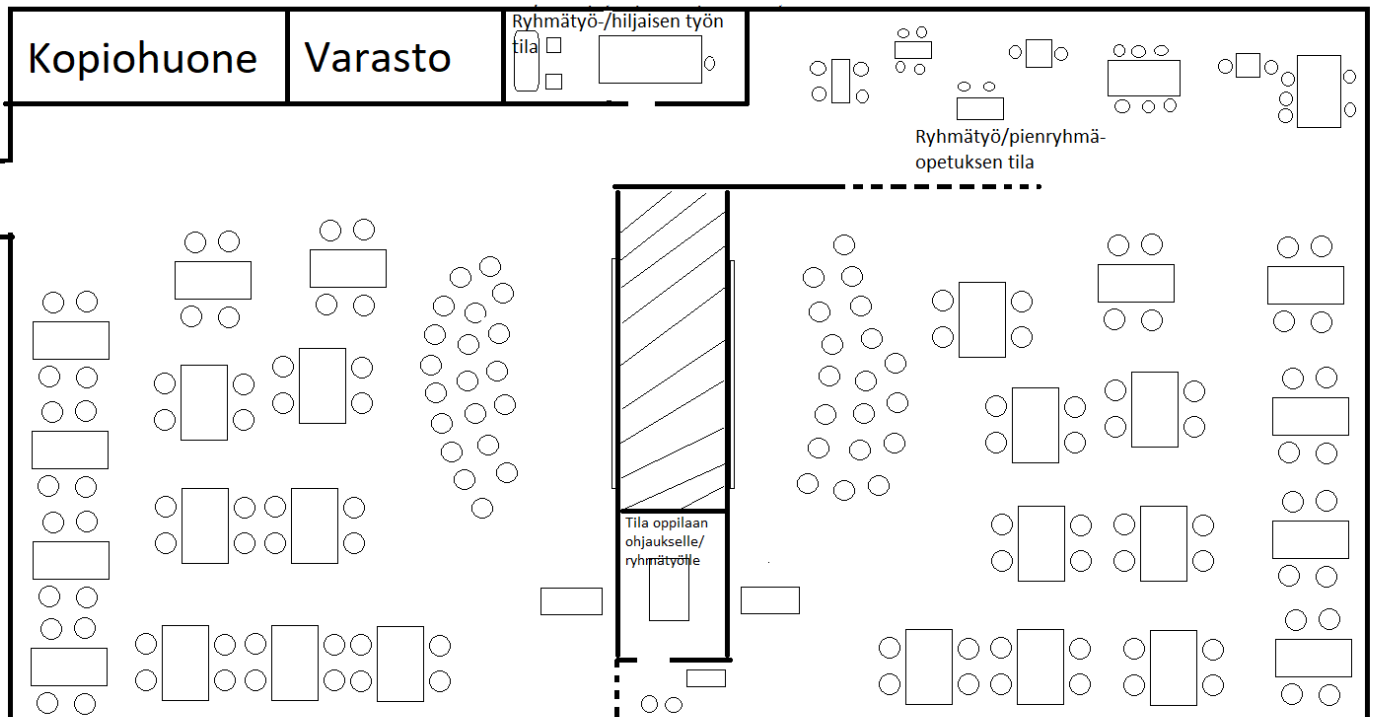 Kopiohuone
Varasto
Ryhmätyö-/hiljaisen työn
tila
Ryhmätyö/pienryhmä-
opetuksen tila
Tila oppilaan
ohjaukselle/
ryhmätyölle